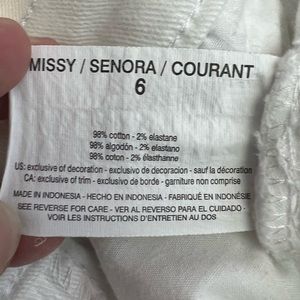 MISSY / SENORA / COURANT
6
98% cotton - 2% elastane
98% algodón - 2% elastano
98% coton - 2% élasthanne
US: exclusive of decoration - exclusivo de decoracion - sauf la décoration
CA: exclusive of trim - exclusivo de borde - garniture non comprise
MADE IN INDONESIA - HECHO EN INDONESIA - FABRIQUÉ EN INDONÉSIE
SEE REVERSE FOR CARE - VER AL REVERSO PARA EL CUIDADO -
VOIR LES INSTRUCTIONS D'ENTRETIEN AU DOS